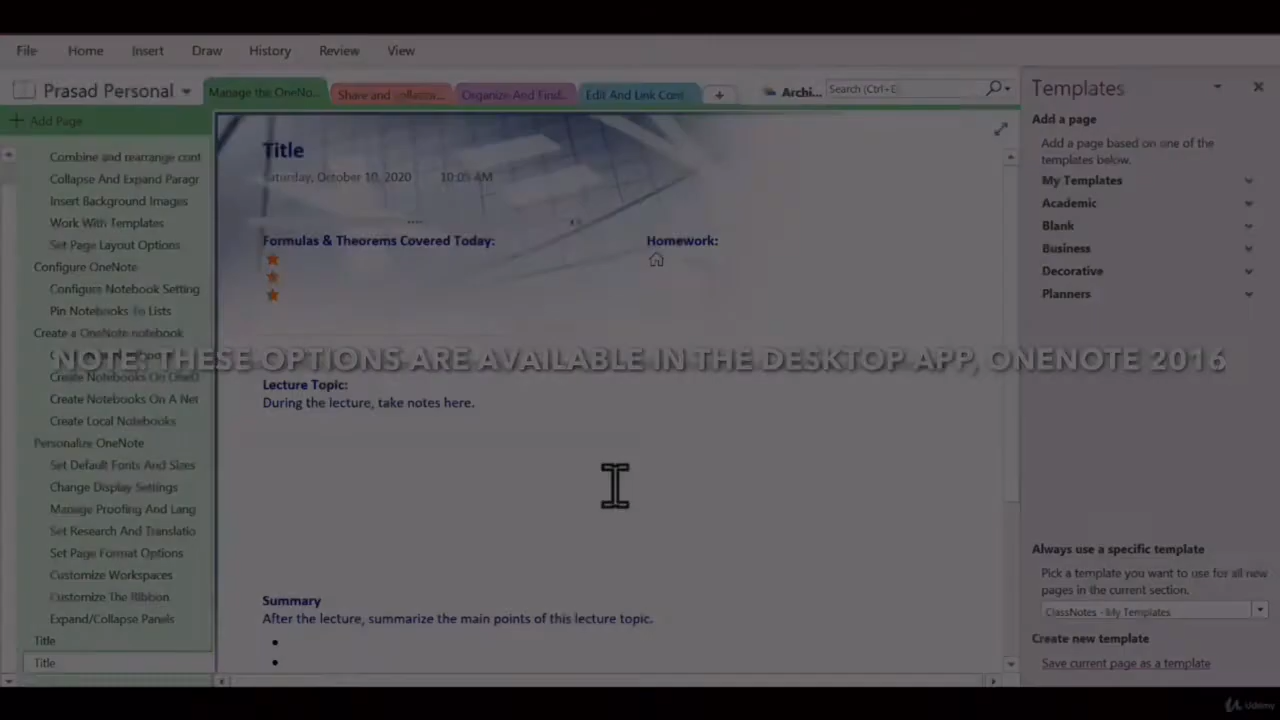 File Home Insert Draw History Review View
Prasad Personal
Manage the OneNo...
Share and collabora...
Organize And Find...
Edit And Link Con...
+
Archi...
Search (Ctrl+E)
Add Page
Combine and rearrange cont
Collapse And Expand Paragr
Insert Background Images
Work With Templates
Set Page Layout Options
Configure OneNote
Configure Notebook Setting
Pin Notebooks To Lists
Create a OneNote notebook
Create Notebooks On OneD
Create Notebooks On A Net
Create Local Notebooks
Personalize OneNote
Set Default Fonts And Sizes
Change Display Settings
Manage Proofing And Lang
Set Research And Translatio
Set Page Format Options
Customize Workspaces
Customize The Ribbon
Expand/Collapse Panels
Title
Title
Title
Saturday, October 10, 2020 10:05 AM
Formulas & Theorems Covered Today:
Homework:
NOTE: THESE OPTIONS ARE AVAILABLE IN THE DESKTOP APP, ONENOTE 2016
Lecture Topic:
During the lecture, take notes here.
Summary
After the lecture, summarize the main points of this lecture topic.
Templates
Add a page
Add a page based on one of the
templates below.
My Templates
Academic
Blank
Business
Decorative
Planners
Always use a specific template
Pick a template you want to use for all new
pages in the current section.
ClassNotes - My Templates
Create new template
Save current page as a template
Udemy